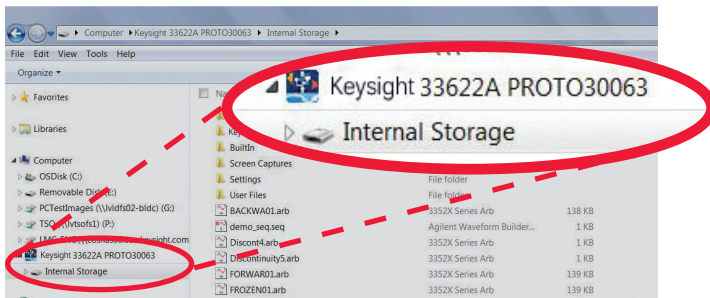 Computer Keysight 33622A PROTO30063 Internal Storage
File Edit View Tools Help
Organize
Favorites
Libraries
Computer
OSDisk (C:)
Removable Disk (E:)
PCTestImages (\\lvldfs02-bldc) (G:)
TSO (\\lvtsofs1) (P:)
Keysight 33622A PROTO30063
Internal Storage
BuiltIn
Screen Captures
Settings File folder
User Files File folder
BACKWA01.arb 3352X Series Arb 138 KB
demo_seq.seq Agilent Waveform Builder... 1 KB
Discont4.arb 3352X Series Arb 1 KB
Discontinuity5.arb 3352X Series Arb 1 KB
FORWAR01.arb 3352X Series Arb 139 KB
FROZEN01.arb 3352X Series Arb 139 KB
Keysight 33622A PROTO30063
Internal Storage